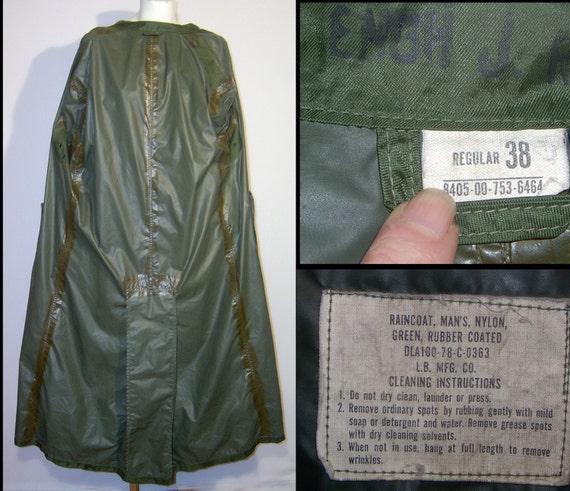 EMGH J.
REGULAR 38
8405-00-753-6464
RAINCOAT, MAN'S, NYLON,
GREEN, RUBBER COATED
DLA100-78-C-0363
L.B. MFG. CO.
CLEANING INSTRUCTIONS
1. Do not dry clean, launder or press.
2. Remove ordinary spots by rubbing gently with mild
soap or detergent and water. Remove grease spots
with dry cleaning solvents.
3. When not in use, hang at full length to remove
wrinkles.